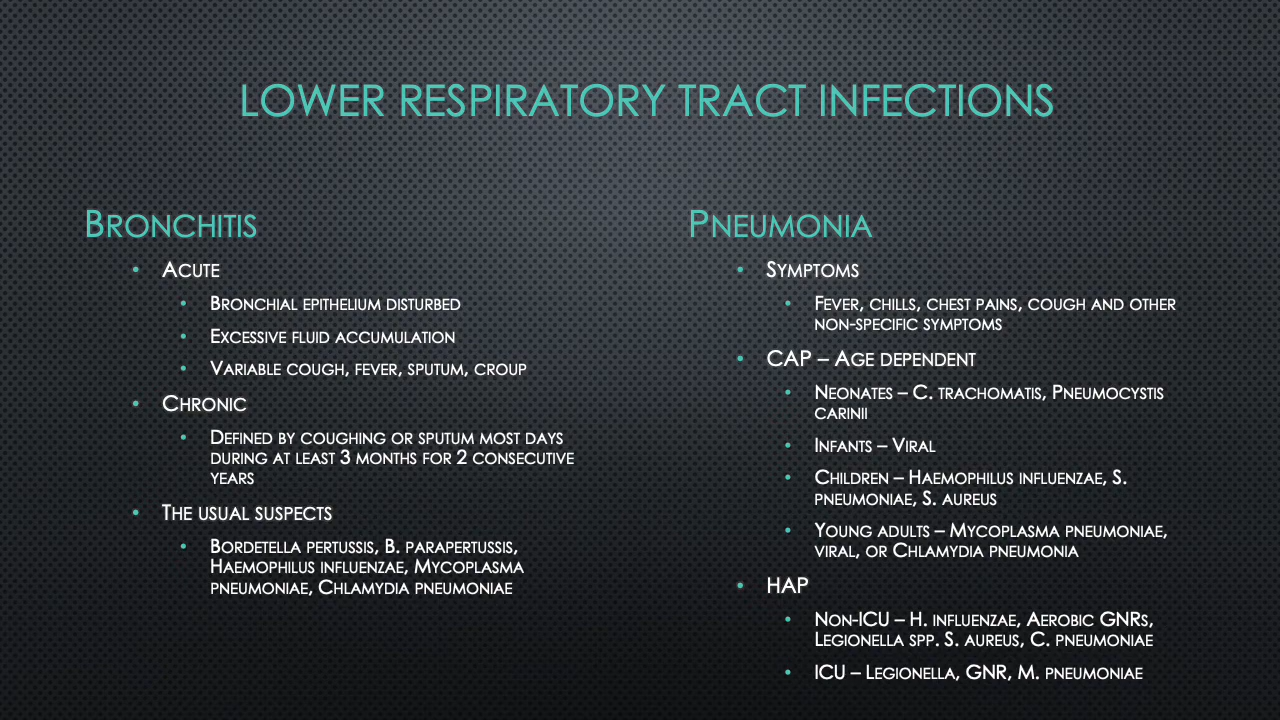 LOWER RESPIRATORY TRACT INFECTIONS
BRONCHITIS
• ACUTE
• BRONCHIAL EPITHELIUM DISTURBED
• EXCESSIVE FLUID ACCUMULATION
• VARIABLE COUGH, FEVER, SPUTUM, CROUP
• CHRONIC
• DEFINED BY COUGHING OR SPUTUM MOST DAYS
DURING AT LEAST 3 MONTHS FOR 2 CONSECUTIVE
YEARS
• THE USUAL SUSPECTS
• BORDETELLA PERTUSSIS, B. PARAPERTUSSIS,
HAEMOPHILUS INFLUENZAE, MYCOPLASMA
PNEUMONIAE, CHLAMYDIA PNEUMONIAE
PNEUMONIA
• SYMPTOMS
• FEVER, CHILLS, CHEST PAINS, COUGH AND OTHER
NON-SPECIFIC SYMPTOMS
• CAP – AGE DEPENDENT
• NEONATES – C. TRACHOMATIS, PNEUMOCYSTIS
CARINII
• INFANTS – VIRAL
• CHILDREN – HAEMOPHILUS INFLUENZAE, S.
PNEUMONIAE, S. AUREUS
• YOUNG ADULTS – MYCOPLASMA PNEUMONIAE,
VIRAL, OR CHLAMYDIA PNEUMONIA
• HAP
• NON-ICU – H. INFLUENZAE, AEROBIC GNRS,
LEGIONELLA SPP. S. AUREUS, C. PNEUMONIAE
• ICU – LEGIONELLA, GNR, M. PNEUMONIAE